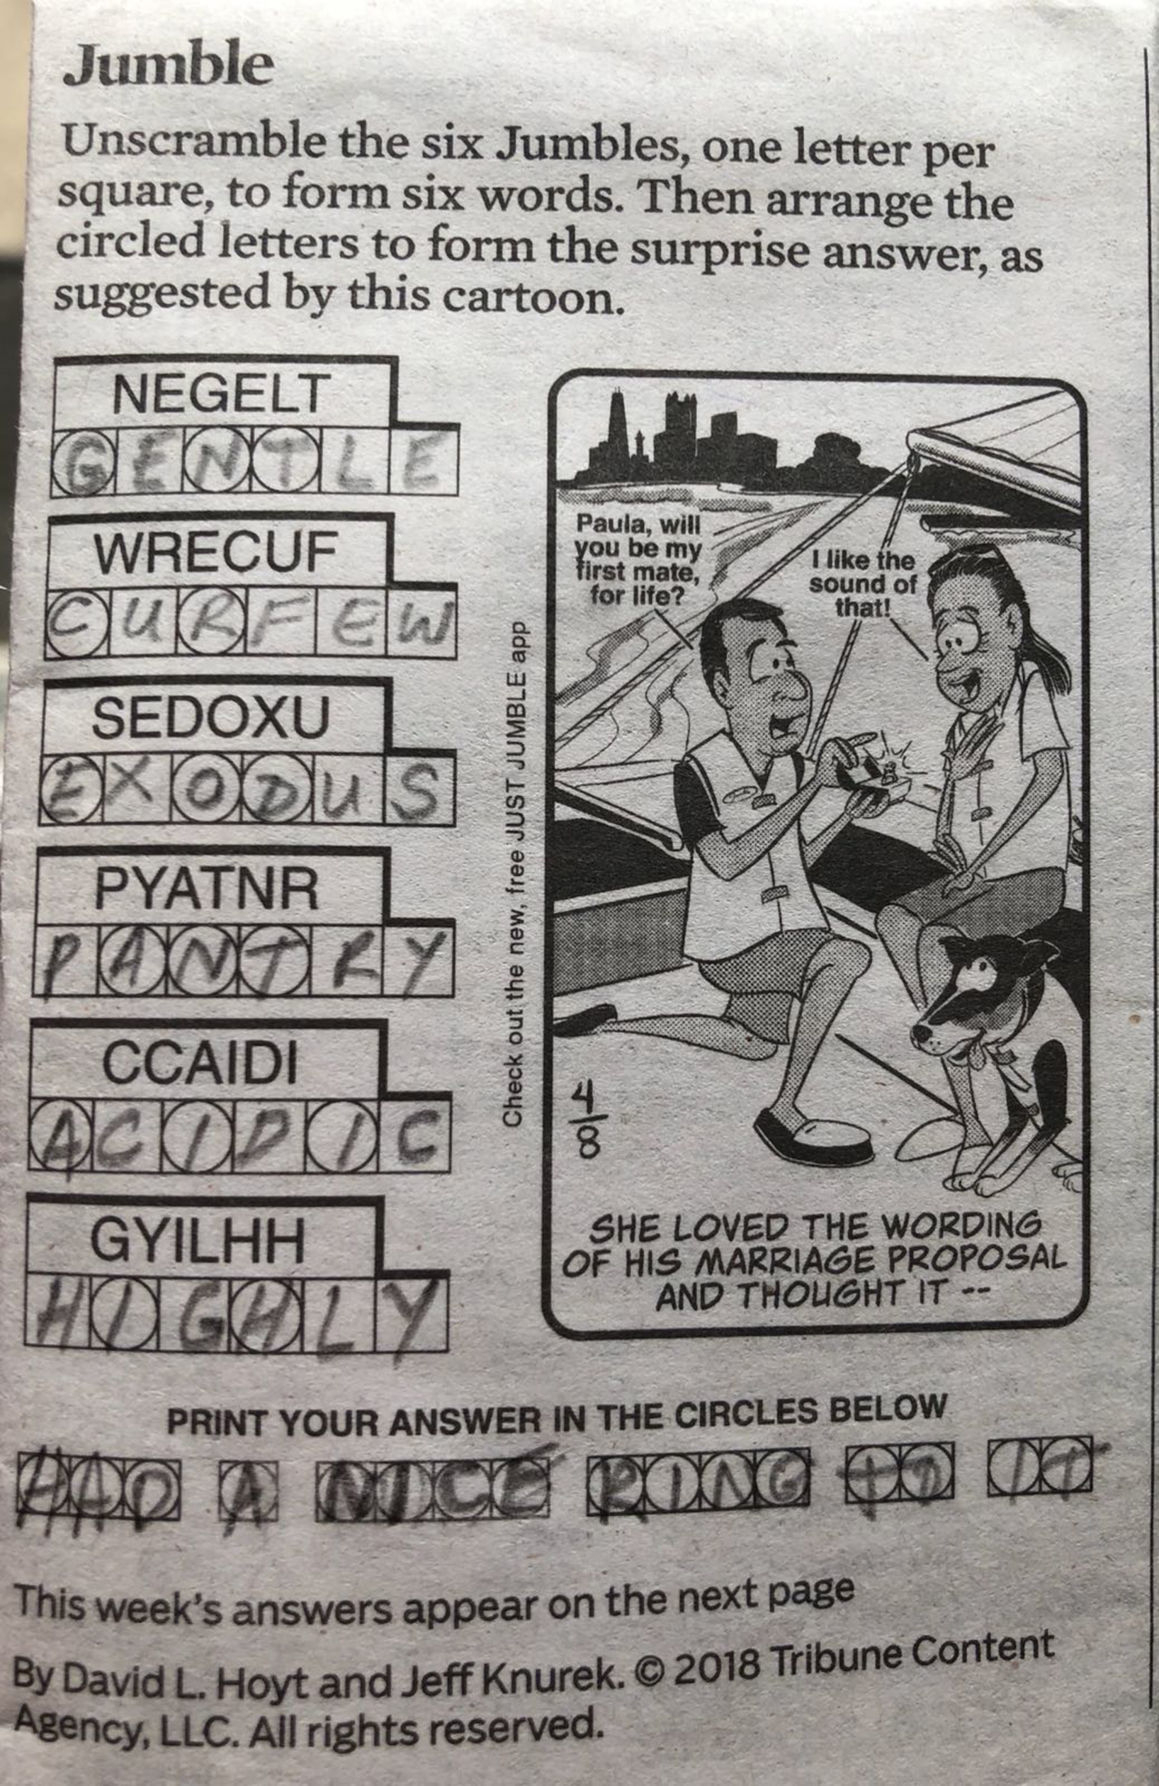 Jumble
Unscramble the six Jumbles, one letter per
square, to form six words. Then arrange the
circled letters to form the surprise answer, as
suggested by this cartoon.
NEGELT
GENTLE
WRECUF
CURFEW
SEDOXU
EXODUS
PYATNR
PANTRY
CCAIDI
ACIDIC
GYILHH
HIGHLY
Check out the new, free JUST JUMBLE app
Paula, will
you be my
first mate,
for life?
I like the
sound of
that!
4/8
SHE LOVED THE WORDING
OF HIS MARRIAGE PROPOSAL
AND THOUGHT IT --
PRINT YOUR ANSWER IN THE CIRCLES BELOW
HAD A NICE RING TO IT
This week's answers appear on the next page
By David L. Hoyt and Jeff Knurek. © 2018 Tribune Content
Agency, LLC. All rights reserved.